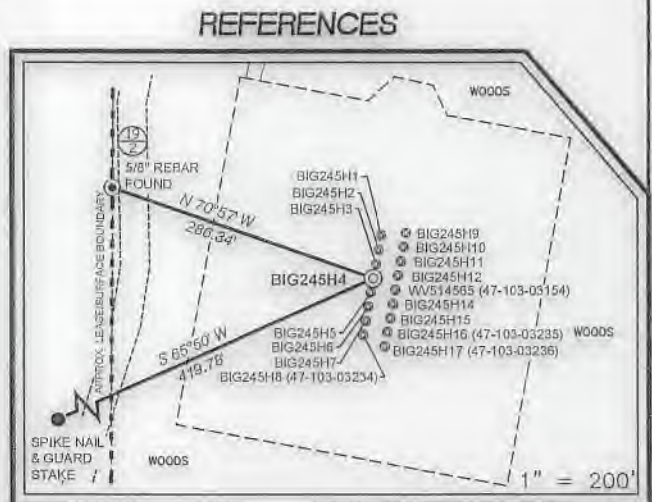 REFERENCES
WOODS
19
2
5/8" REBAR
FOUND
N 70°57' W
286.34'
APPROX. LEASE/SURFACE BOUNDARY
BIG245H1
BIG245H2
BIG245H3
BIG245H4
BIG245H9
BIG245H10
BIG245H11
BIG245H12
WV514565 (47-103-03154)
BIG245H14
BIG245H15
BIG245H16 (47-103-03235)
BIG245H17 (47-103-03236)
WOODS
BIG245H5
BIG245H6
BIG245H7
BIG245H8 (47-103-03234)
S 65°50' W
419.78'
SPIKE NAIL
& GUARD
STAKE
WOODS
1" = 200'